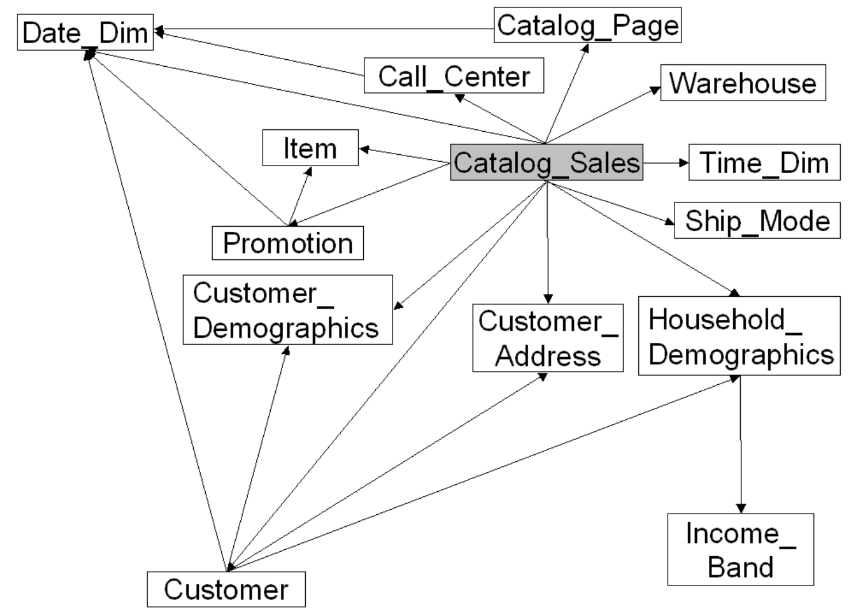 Date_Dim
Catalog_Page
Call_Center
Warehouse
Item
Catalog_Sales
Time_Dim
Ship_Mode
Promotion
Customer_
Demographics
Customer_
Address
Household_
Demographics
Income_
Band
Customer